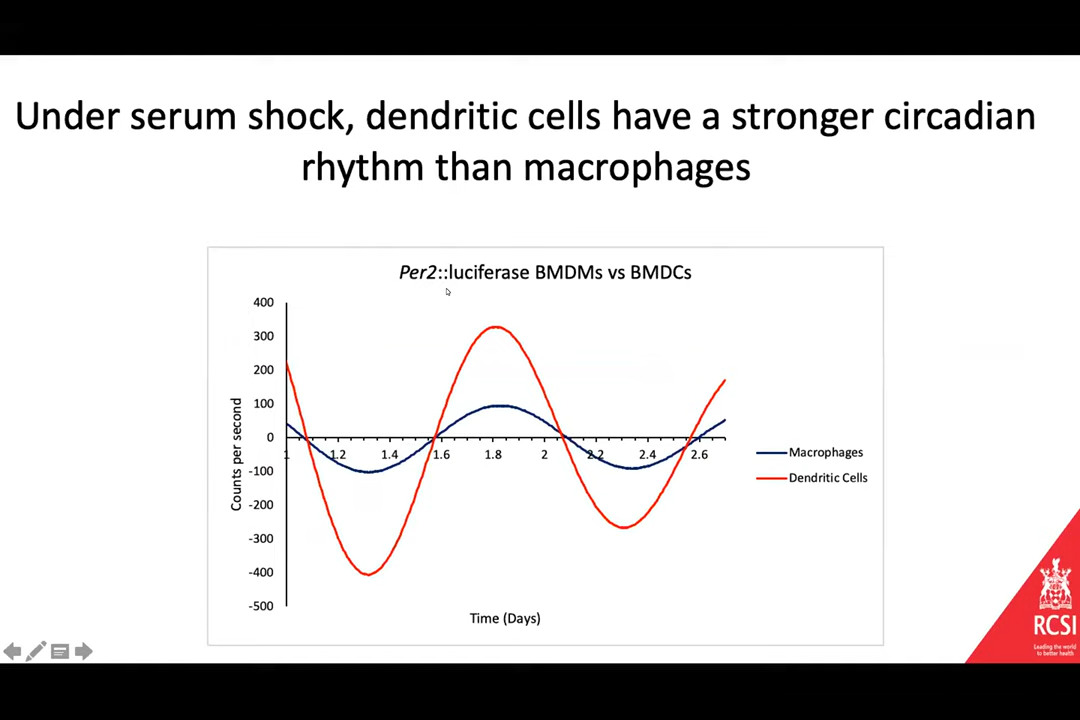 Under serum shock, dendritic cells have a stronger circadian
rhythm than macrophages
Per2::luciferase BMDMs vs BMDCs
400
300
200
100
0
-100
-200
-300
-400
-500
Counts per second
1 1.2 1.4 1.6 1.8 2 2.2 2.4 2.6
Time (Days)
Macrophages
Dendritic Cells
RCSI
Leading the world
to better health